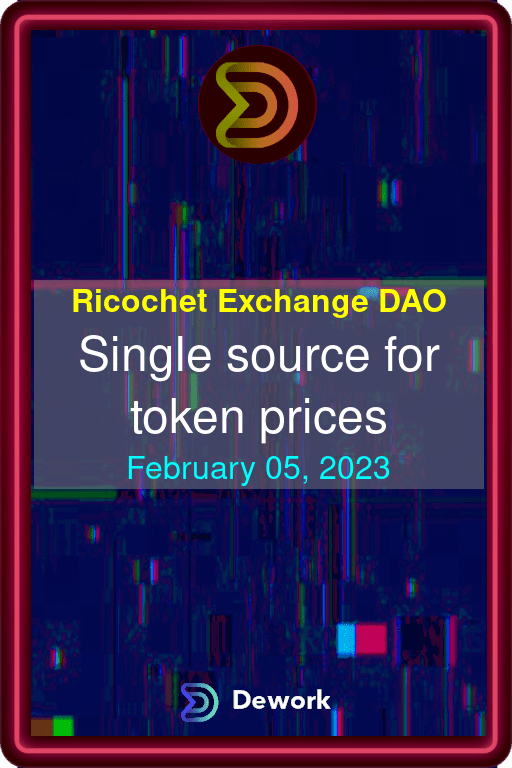 Ricochet Exchange DAO
Single source for
token prices
February 05, 2023
Dework